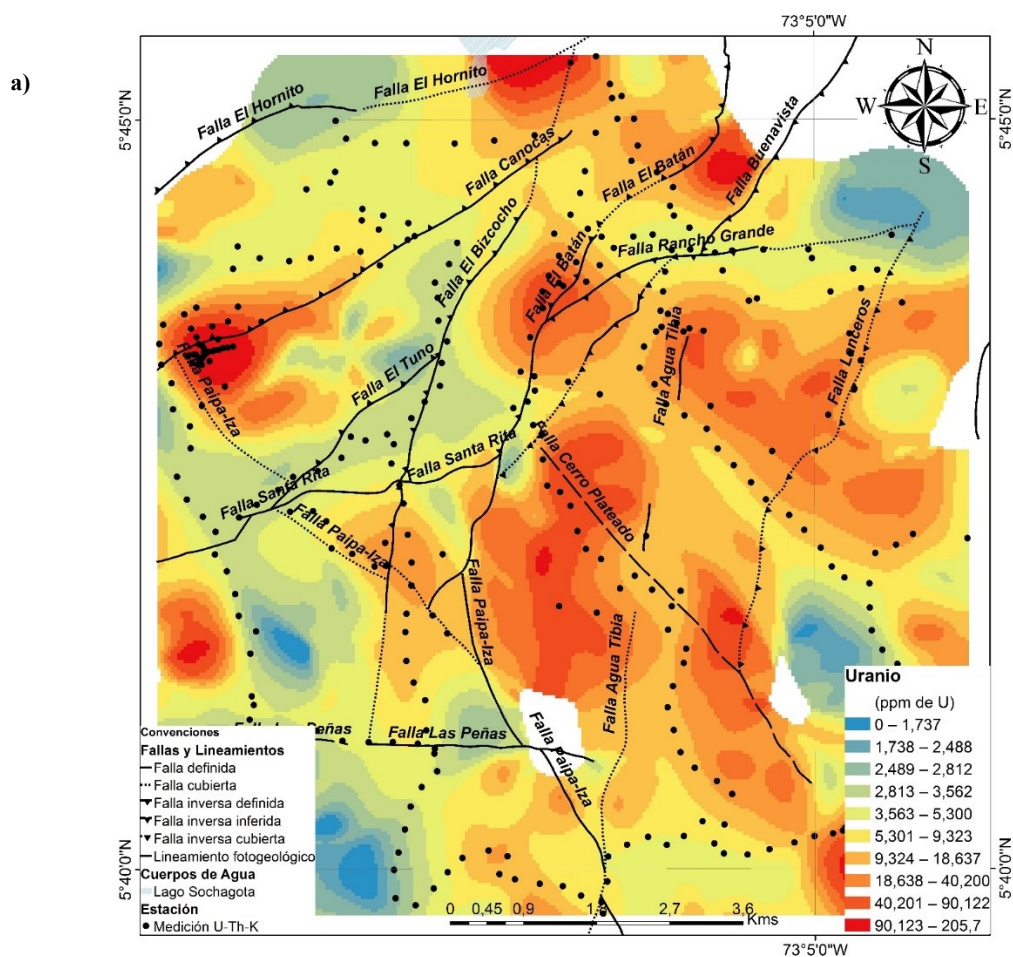 73°5'0"W
a)
N
W E
S
5°45'0"N
5°45'0"N
Falla El Hornito
Falla El Hornito
Falla Canocas
Falla El Batán
Falla Buenavista
Falla El Bizcocho
Falla Rancho Grande
Falla El Batán
Falla Paipa-Iza
Falla El Tuno
Falla Agua Tibia
Falla Lanceros
Falla Santa Rita
Falla Santa Rita
Falla Cerro Plateado
Falla Paipa-Iza
Falla Paipa-Iza
Falla Agua Tibia
Falla Las Peñas
Falla Paipa-Iza
Peñas
Convenciones
Fallas y Lineamientos
Falla definida
Falla cubierta
Falla inversa definida
Falla inversa inferida
Falla inversa cubierta
Lineamiento fotogeológico
Cuerpos de Agua
Lago Sochagota
Estación
Medición U-Th-K
Uranio
(ppm de U)
0 – 1,737
1,738 – 2,488
2,489 – 2,812
2,813 – 3,562
3,563 – 5,300
5,301 – 9,323
9,324 – 18,637
18,638 – 40,200
40,201 – 90,122
90,123 – 205,7
5°40'0"N
5°40'0"N
0 0,45 0,9 2,7 3,6
Kms
73°5'0"W